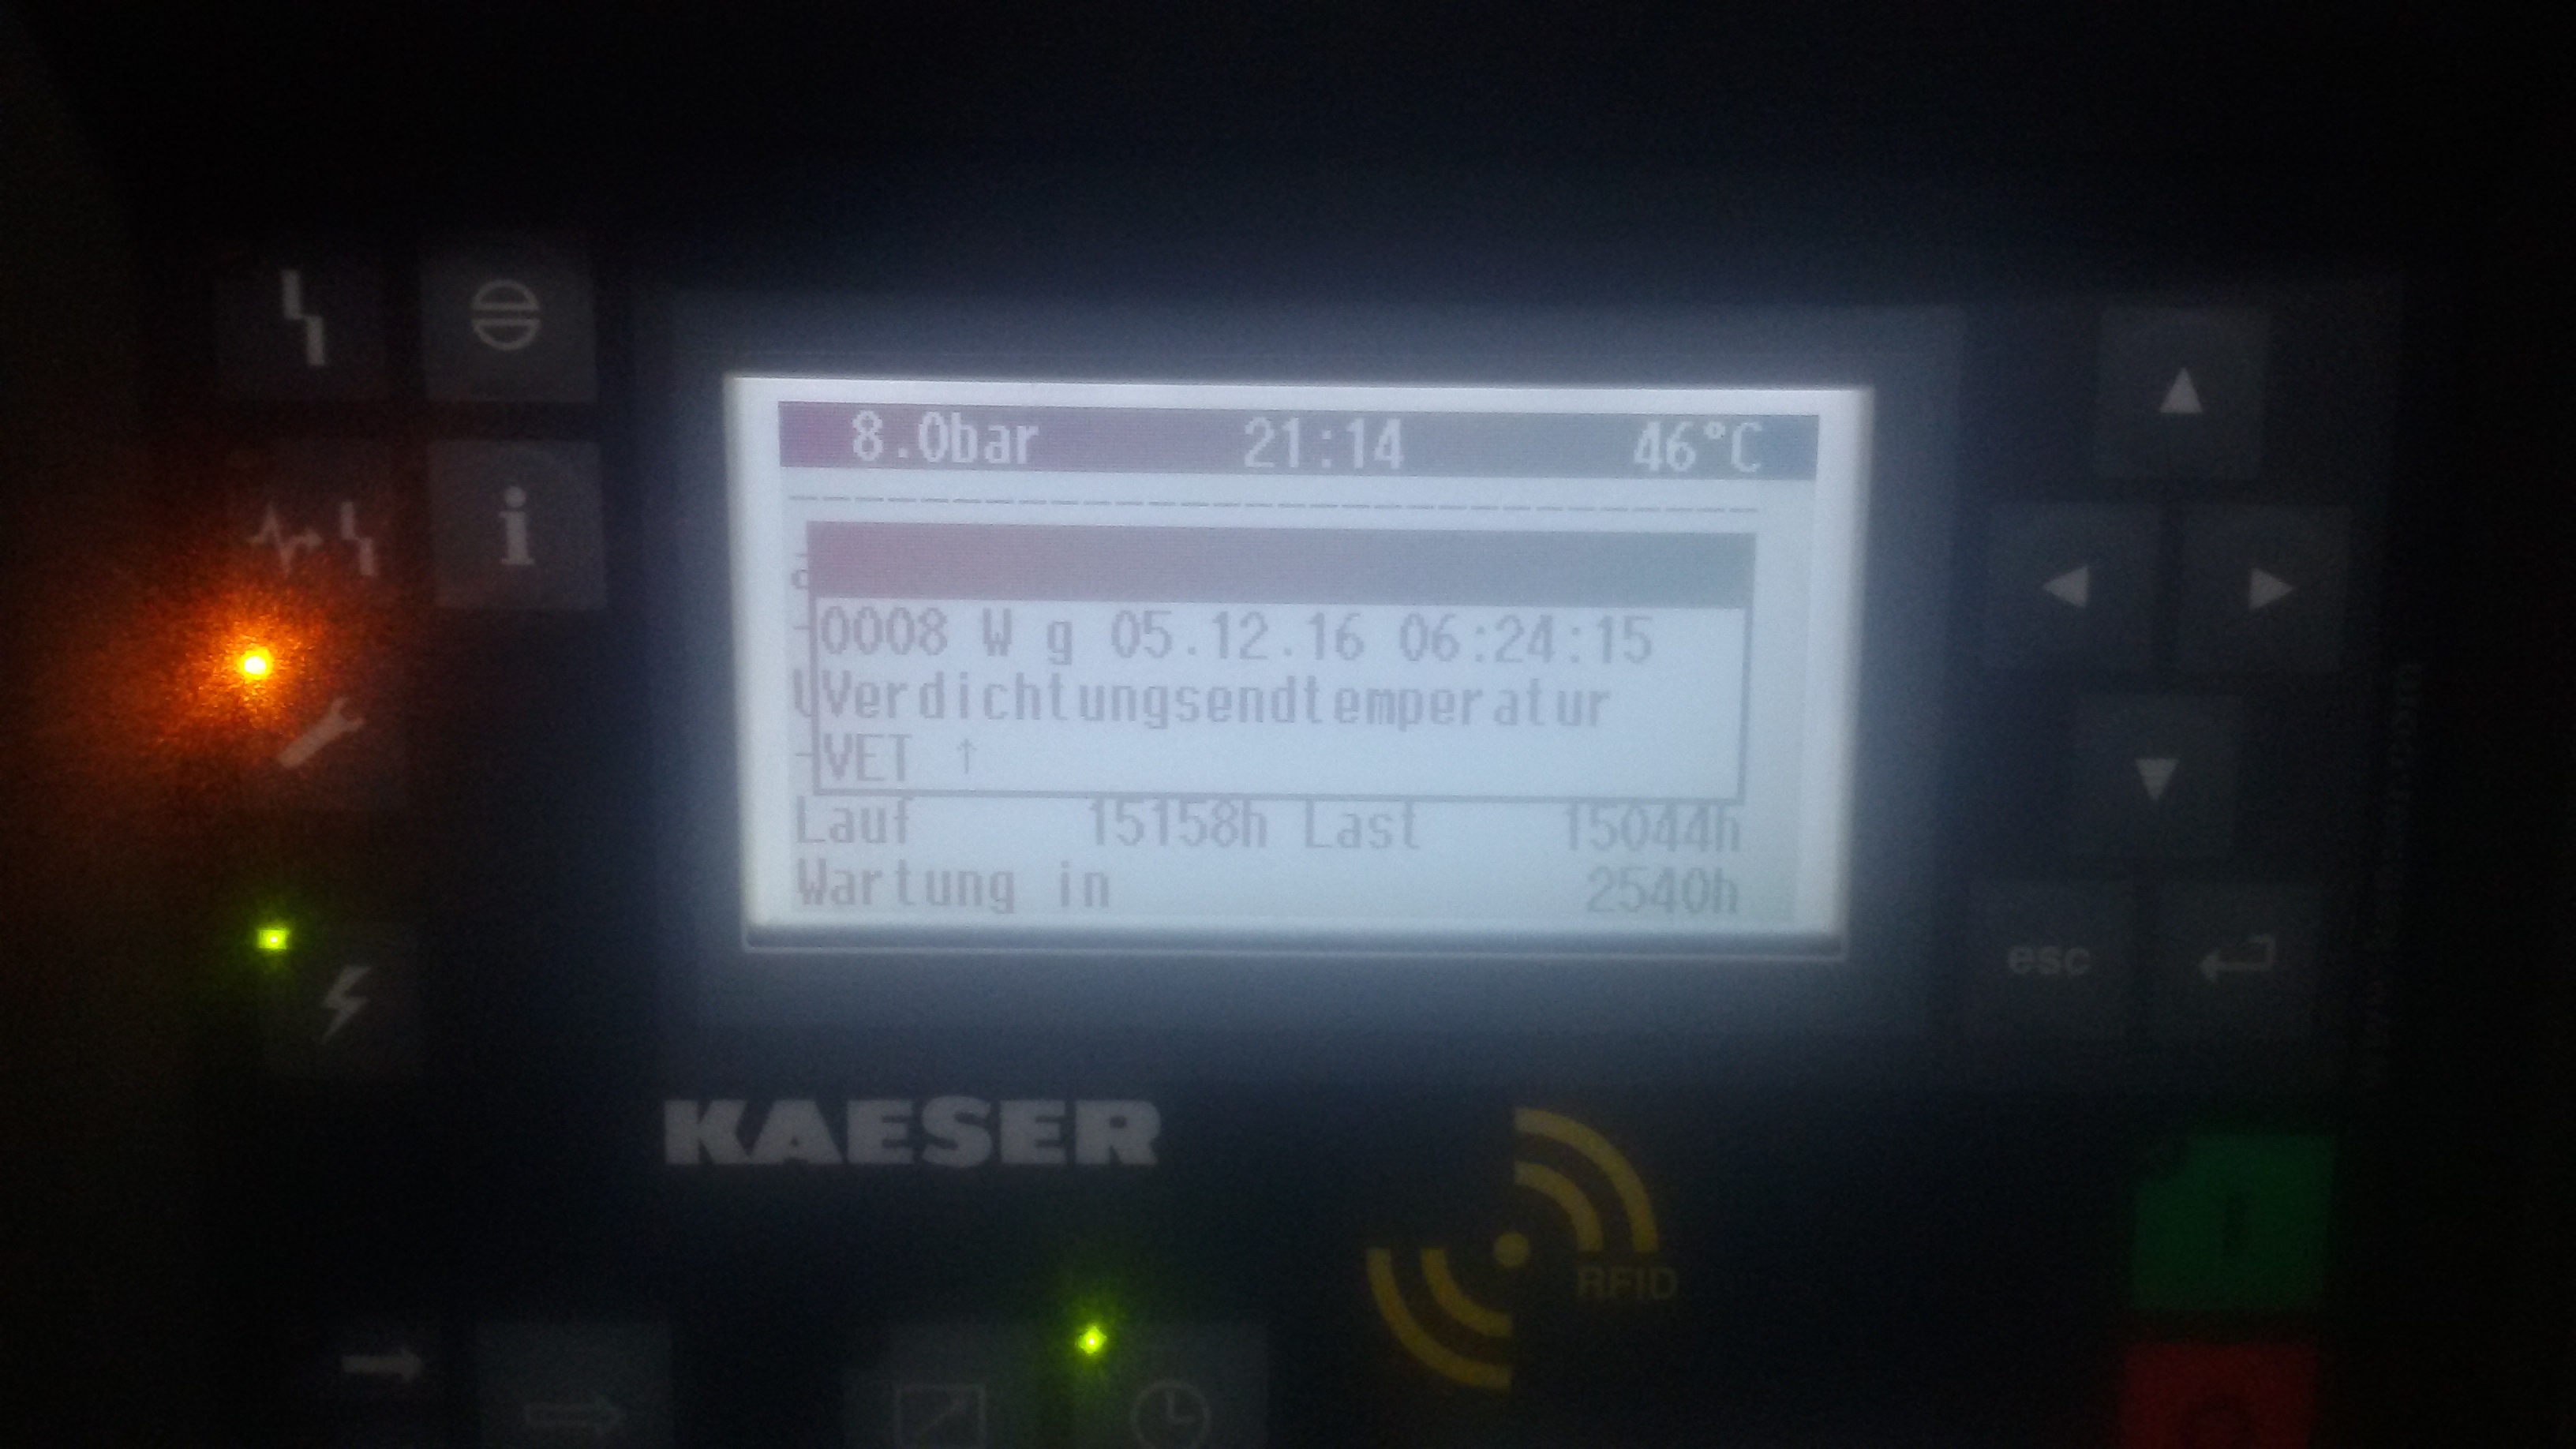 8.0bar 21:14 46°C
0008 W g 05.12.16 06:24:15
Verdichtungsendtemperatur
VET ↑
Lauf 15158h Last 15044h
Wartung in 2540h
i
esc
KAESER
RFID